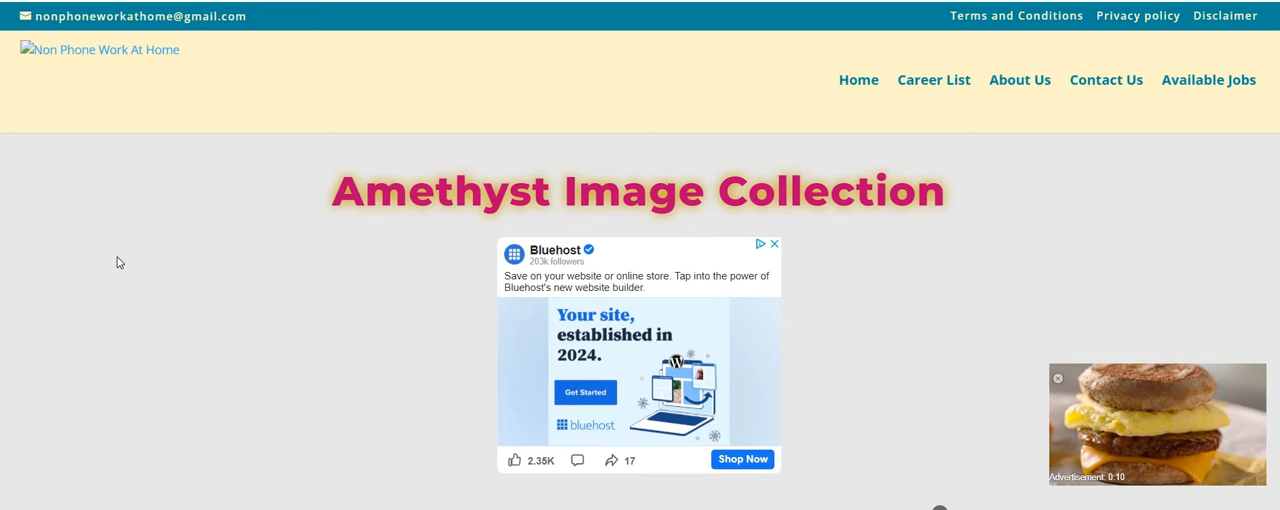 nonphoneworkathome@gmail.com
Terms and Conditions Privacy policy Disclaimer
Non Phone Work At Home
Home Career List About Us Contact Us Available Jobs
Amethyst Image Collection
Bluehost
203k followers
Save on your website or online store. Tap into the power of
Bluehost's new website builder.
Your site,
established in
2024.
Get Started
bluehost
2.35K 17 Shop Now
Advertisement: 0:10